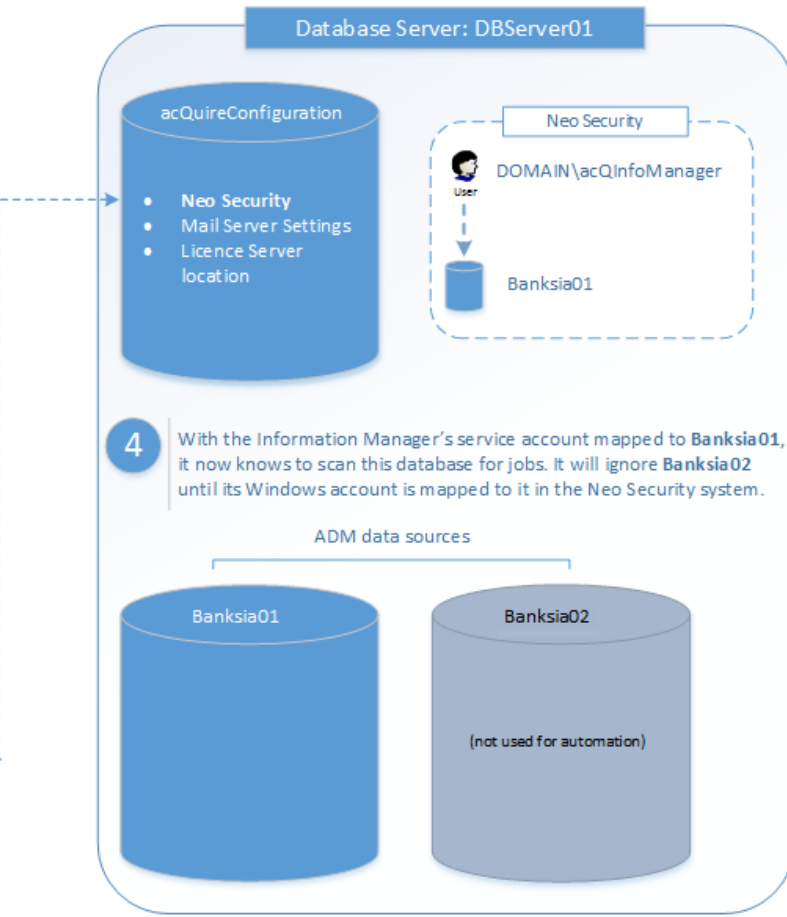 Database Server: DBServer01
acQuireConfiguration
• Neo Security
• Mail Server Settings
• Licence Server
location
Neo Security
User
DOMAIN\acQInfoManager
Banksia01
4
With the Information Manager's service account mapped to Banksia01,
it now knows to scan this database for jobs. It will ignore Banksia02
until its Windows account is mapped to it in the Neo Security system.
ADM data sources
Banksia01
Banksia02
(not used for automation)